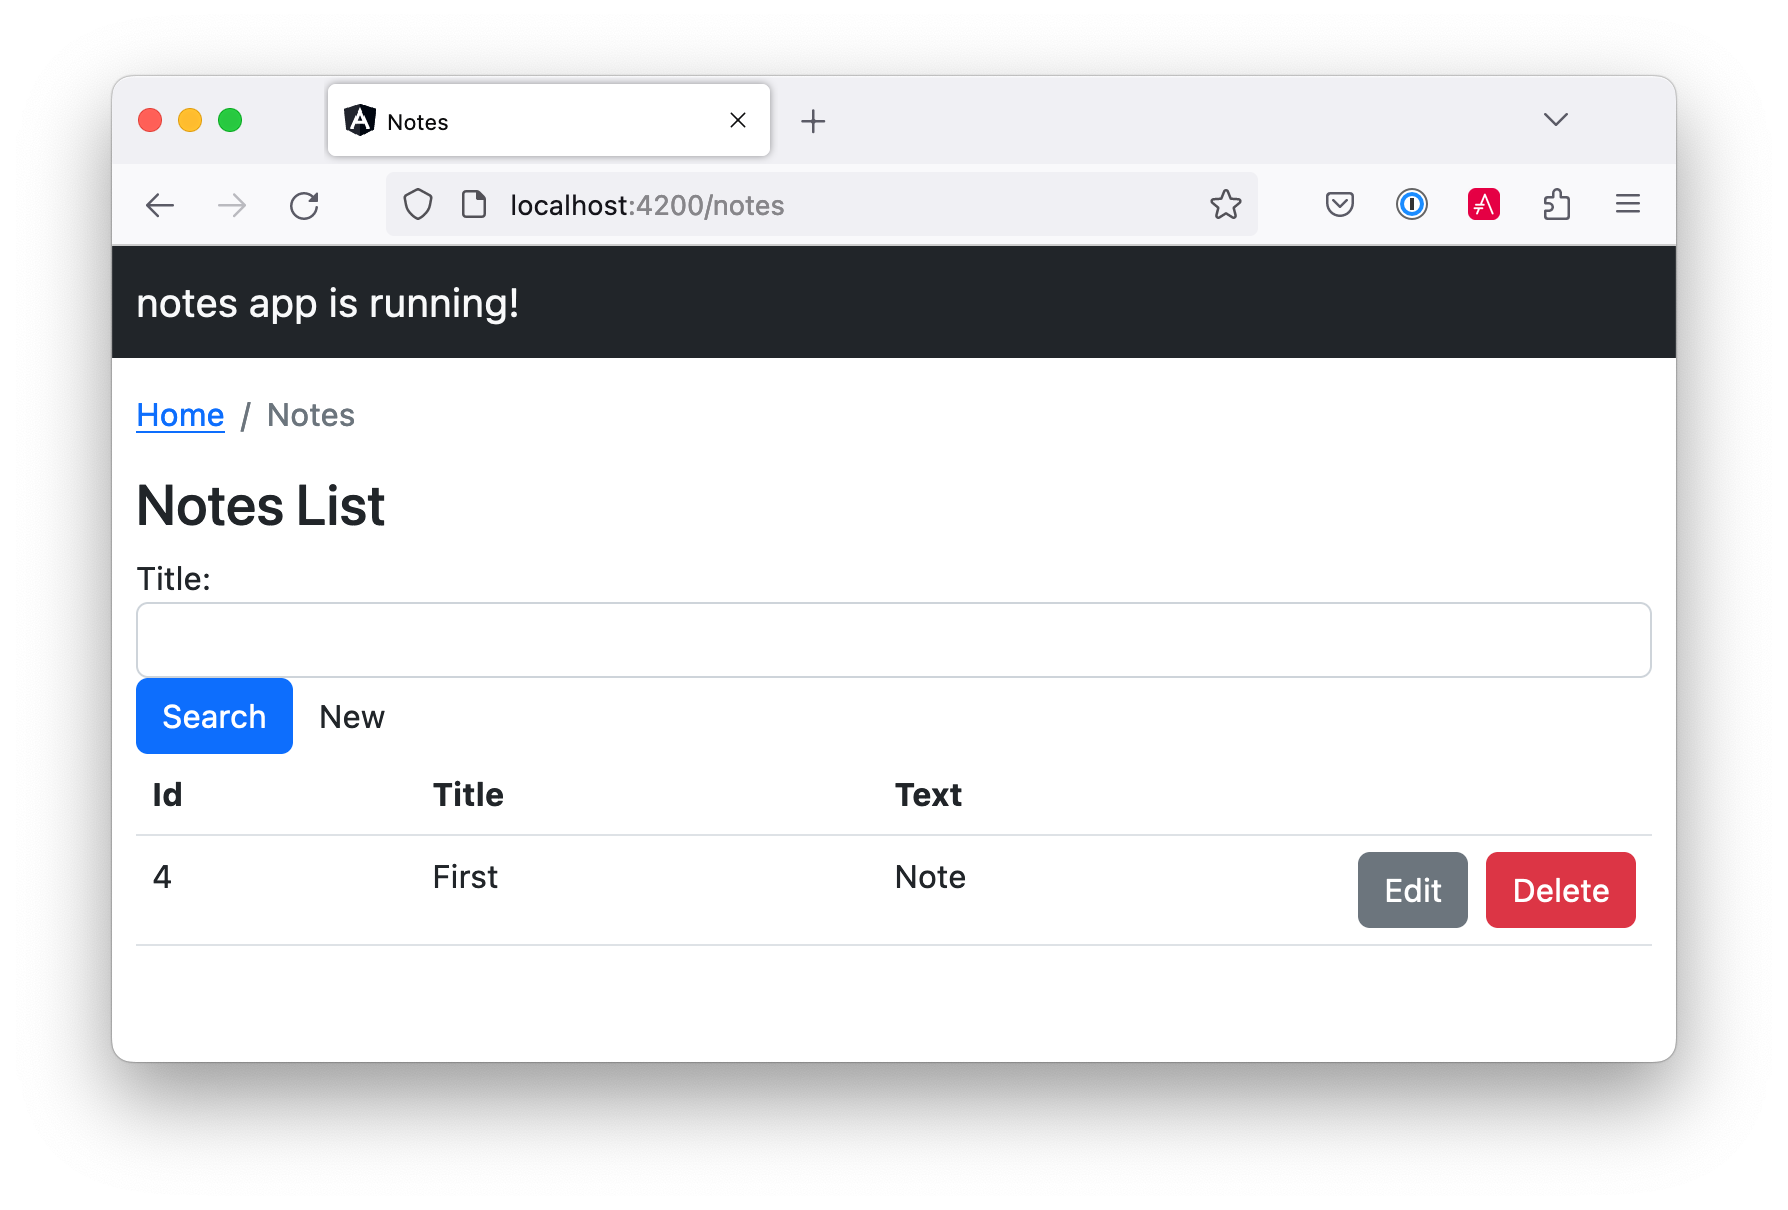 Notes
localhost:4200/notes
notes app is running!
Home / Notes
Notes List
Title:
Search New
Id Title Text
4 First Note Edit Delete